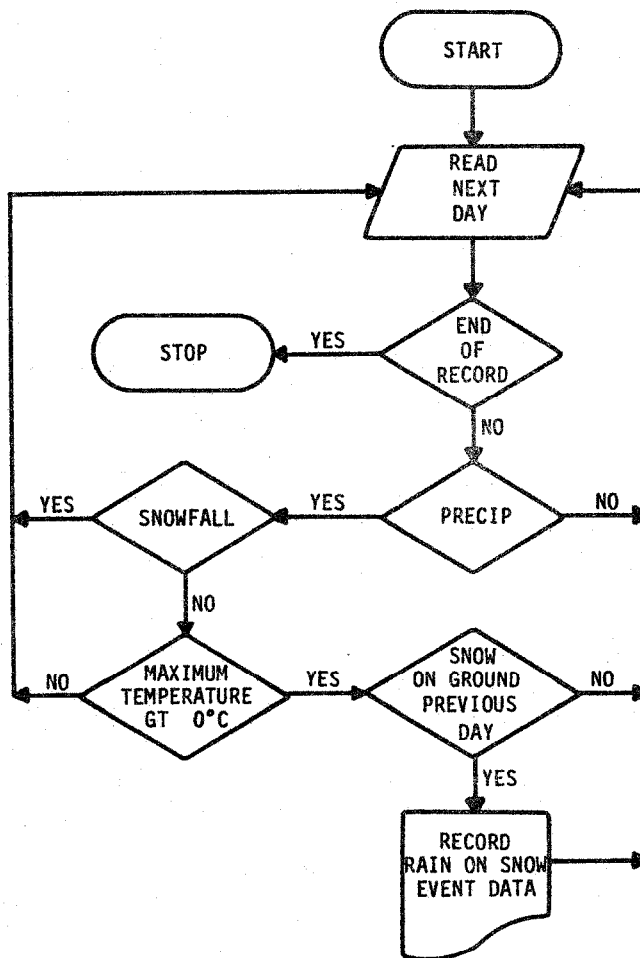 START
READ
NEXT
DAY
END
OF
RECORD
YES
STOP
NO
PRECIP
NO
YES
SNOWFALL
YES
NO
MAXIMUM
TEMPERATURE
GT 0°C
NO
YES
SNOW
ON GROUND
PREVIOUS
DAY
NO
YES
RECORD
RAIN ON SNOW
EVENT DATA